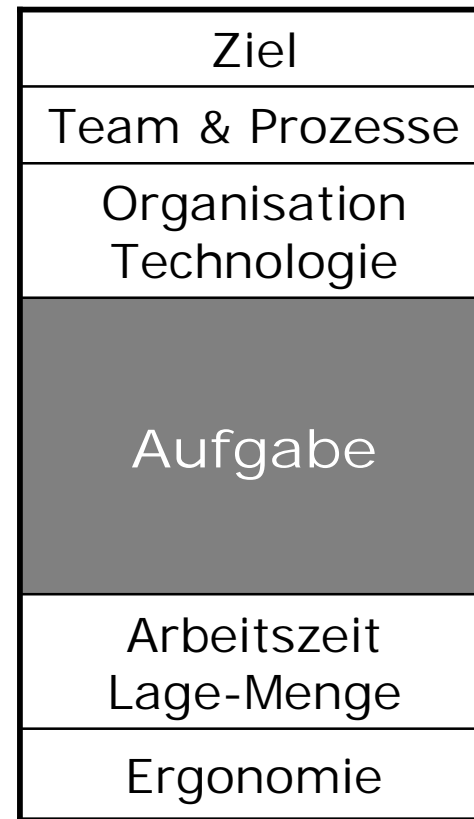 Ziel
Team & Prozesse
Organisation
Technologie
Aufgabe
Arbeitszeit
Lage-Menge
Ergonomie